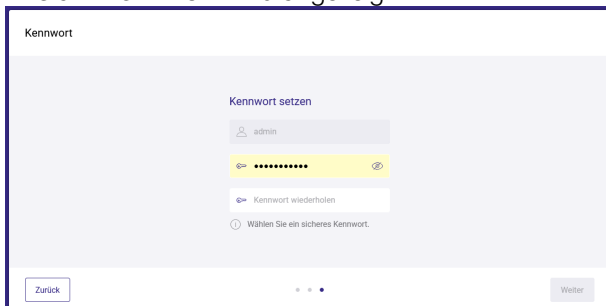 Kennwort
Kennwort setzen
admin
•••••••••••
Kennwort wiederholen
Wählen Sie ein sicheres Kennwort.
Zurück
Weiter